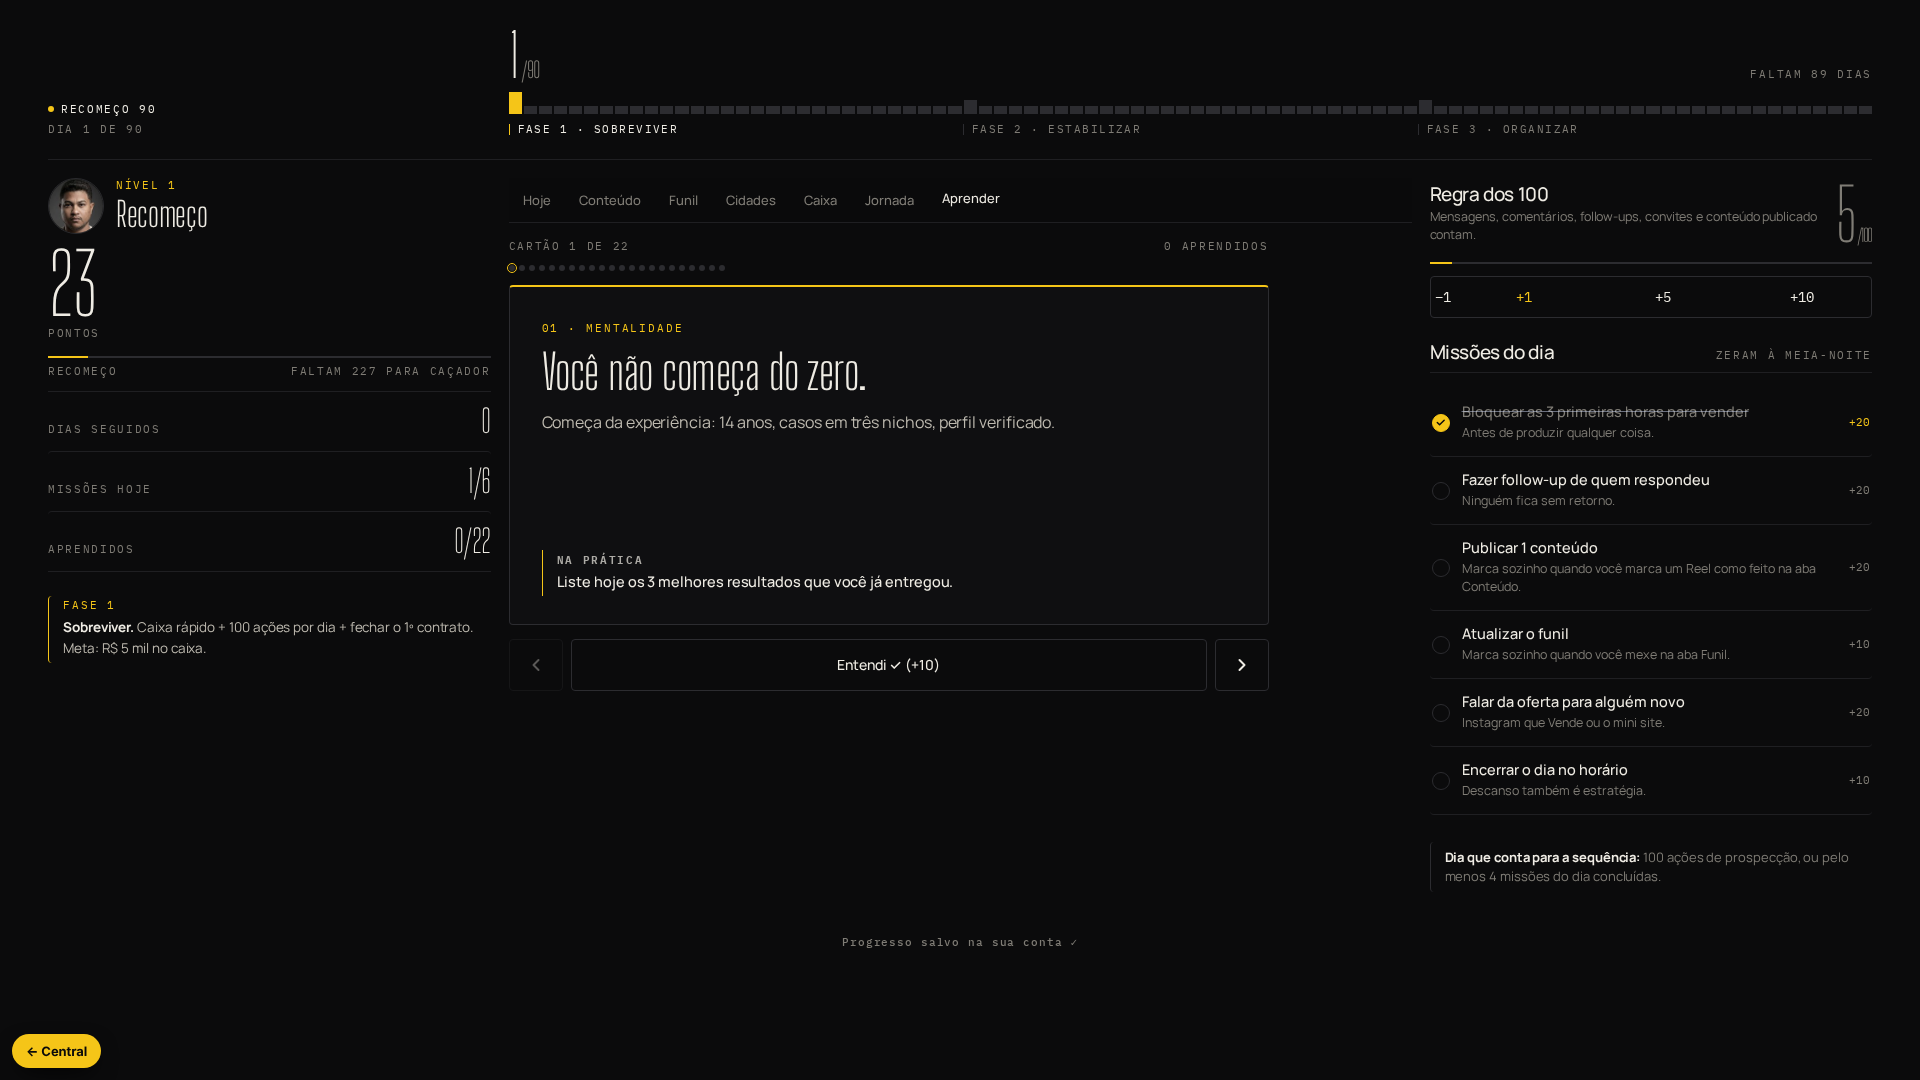 1/90
FALTAM 89 DIAS
RECOMEÇO 90
DIA 1 DE 90
FASE 1 · SOBREVIVER
FASE 2 · ESTABILIZAR
FASE 3 · ORGANIZAR
NÍVEL 1
Recomeço
23
PONTOS
RECOMEÇO
FALTAM 227 PARA CAÇADOR
DIAS SEGUIDOS
0
MISSÕES HOJE
1/6
APRENDIDOS
0/22
FASE 1
Sobreviver. Caixa rápido + 100 ações por dia + fechar o 1º contrato.
Meta: R$ 5 mil no caixa.
Hoje
Conteúdo
Funil
Cidades
Caixa
Jornada
Aprender
CARTÃO 1 DE 22
0 APRENDIDOS
01 · MENTALIDADE
Você não começa do zero.
Começa da experiência: 14 anos, casos em três nichos, perfil verificado.
NA PRÁTICA
Liste hoje os 3 melhores resultados que você já entregou.
Entendi ✓ (+10)
Regra dos 100
Mensagens, comentários, follow-ups, convites e conteúdo publicado
contam.
5/100
−1
+1
+5
+10
Missões do dia
ZERAM À MEIA-NOITE
Bloquear as 3 primeiras horas para vender
Antes de produzir qualquer coisa.
+20
Fazer follow-up de quem respondeu
Ninguém fica sem retorno.
+20
Publicar 1 conteúdo
Marca sozinho quando você marca um Reel como feito na aba
Conteúdo.
+20
Atualizar o funil
Marca sozinho quando você mexe na aba Funil.
+10
Falar da oferta para alguém novo
Instagram que Vende ou o mini site.
+20
Encerrar o dia no horário
Descanso também é estratégia.
+10
Dia que conta para a sequência: 100 ações de prospecção, ou pelo
menos 4 missões do dia concluídas.
Progresso salvo na sua conta ✓
← Central